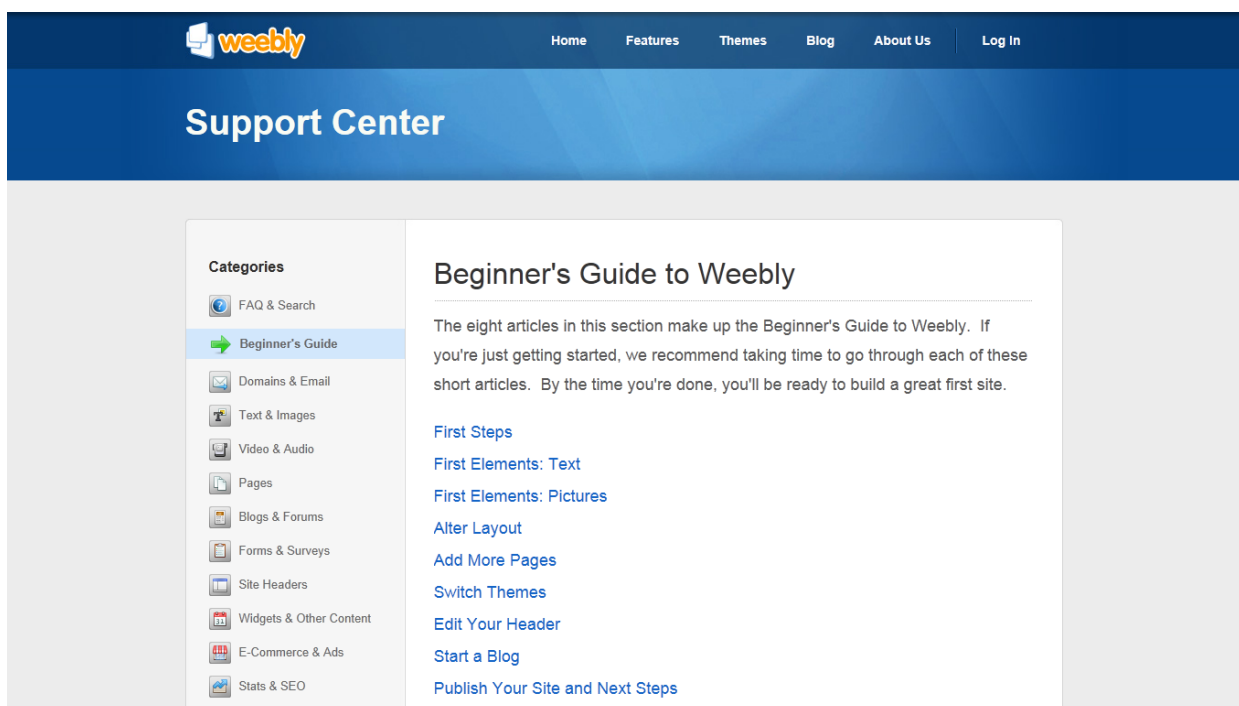 weebly
Home Features Themes Blog About Us Log In
Support Center
Categories
FAQ & Search
Beginner's Guide
Domains & Email
Text & Images
Video & Audio
Pages
Blogs & Forums
Forms & Surveys
Site Headers
Widgets & Other Content
E-Commerce & Ads
Stats & SEO
Beginner's Guide to Weebly
The eight articles in this section make up the Beginner's Guide to Weebly. If
you're just getting started, we recommend taking time to go through each of these
short articles. By the time you're done, you'll be ready to build a great first site.
First Steps
First Elements: Text
First Elements: Pictures
Alter Layout
Add More Pages
Switch Themes
Edit Your Header
Start a Blog
Publish Your Site and Next Steps